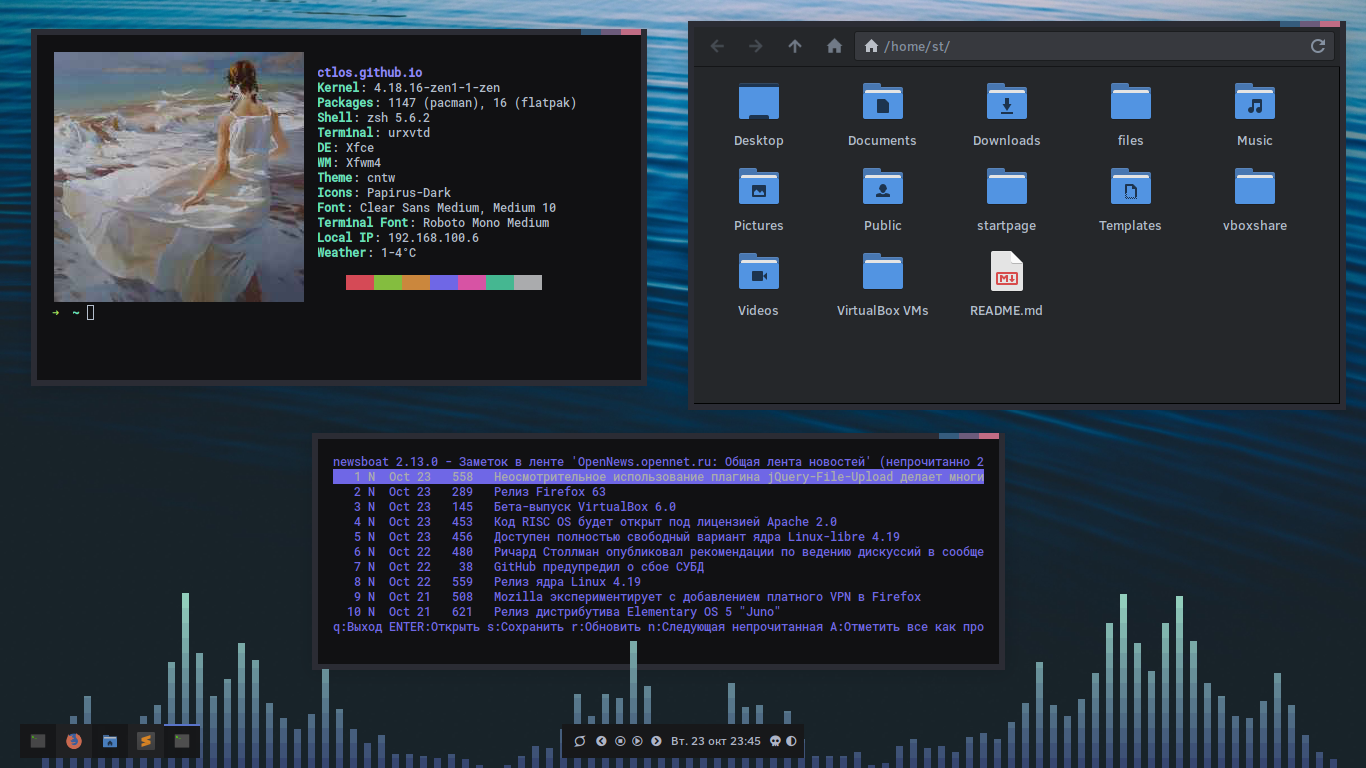 ctlos.github.io
Kernel: 4.18.16-zen1-1-zen
Packages: 1147 (pacman), 16 (flatpak)
Shell: zsh 5.6.2
Terminal: urxvtd
DE: Xfce
WM: Xfwm4
Theme: cntw
Icons: Papirus-Dark
Font: Clear Sans Medium, Medium 10
Terminal Font: Roboto Mono Medium
Local IP: 192.168.100.6
Weather: 1-4°C
➜ ~
/home/st/
Desktop Documents Downloads files Music
Pictures Public startpage Templates vboxshare
Videos VirtualBox VMs README.md
newsboat 2.13.0 - Заметок в ленте 'OpenNews.opennet.ru: Общая лента новостей' (непрочитанно 2
1 N Oct 23 558 Неосмотрительное использование плагина jQuery-File-Upload делает многи
2 N Oct 23 289 Релиз Firefox 63
3 N Oct 23 145 Бета-выпуск VirtualBox 6.0
4 N Oct 23 453 Код RISC OS будет открыт под лицензией Apache 2.0
5 N Oct 23 456 Доступен полностью свободный вариант ядра Linux-libre 4.19
6 N Oct 22 480 Ричард Столлман опубликовал рекомендации по ведению дискуссий в сообще
7 N Oct 22 38 GitHub предупредил о сбое СУБД
8 N Oct 22 559 Релиз ядра Linux 4.19
9 N Oct 21 508 Mozilla экспериментирует с добавлением платного VPN в Firefox
10 N Oct 21 621 Релиз дистрибутива Elementary OS 5 "Juno"
q:Выход ENTER:Открыть s:Сохранить r:Обновить n:Следующая непрочитанная A:Отметить все как про
Вт. 23 окт 23:45